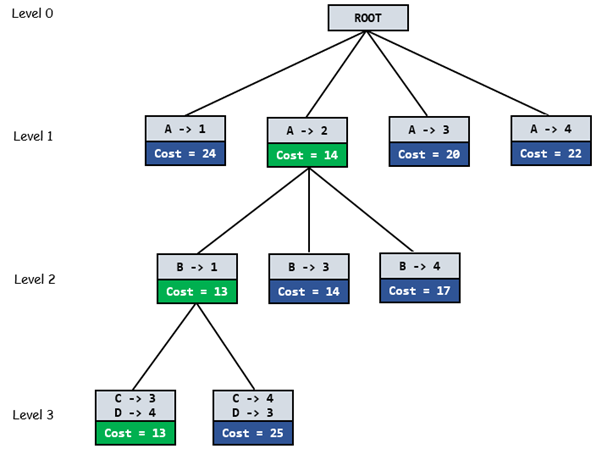 Level 0
ROOT
Level 1
A -> 1
Cost = 24
A -> 2
Cost = 14
A -> 3
Cost = 20
A -> 4
Cost = 22
Level 2
B -> 1
Cost = 13
B -> 3
Cost = 14
B -> 4
Cost = 17
Level 3
C -> 3
D -> 4
Cost = 13
C -> 4
D -> 3
Cost = 25